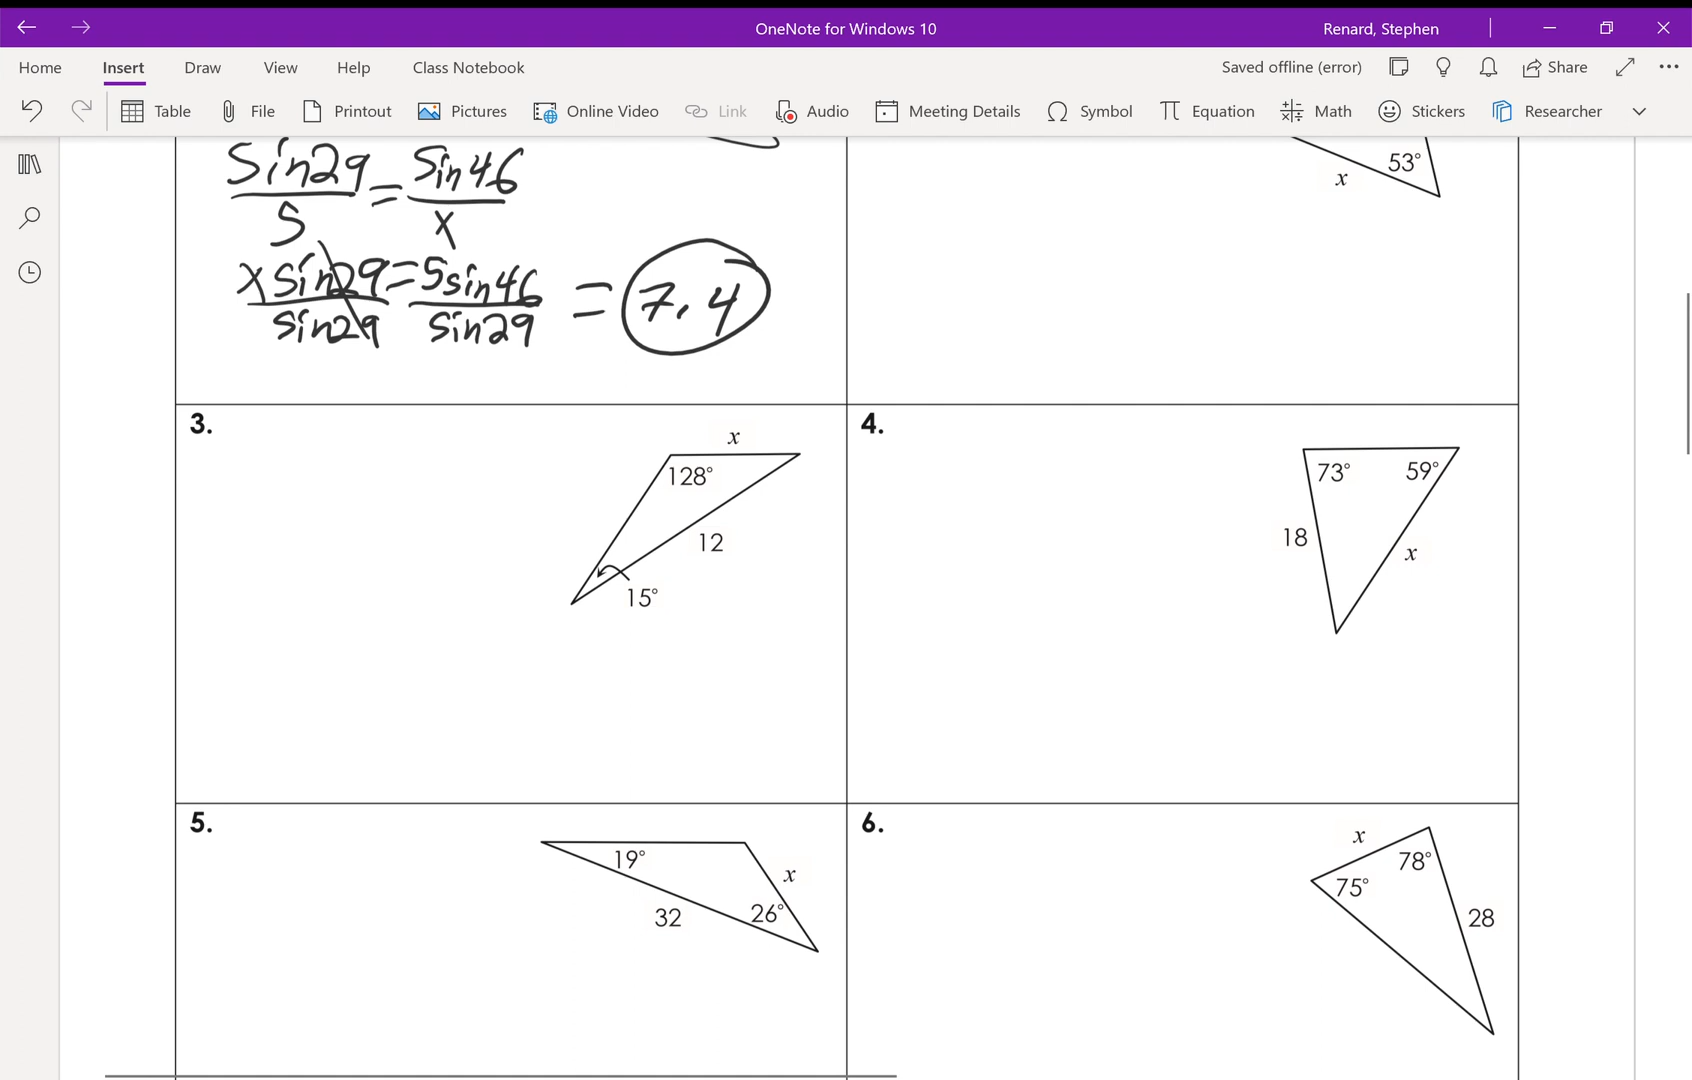 OneNote for Windows 10
Renard, Stephen
Home Insert Draw View Help Class Notebook
Saved offline (error) Share
Table File Printout Pictures Online Video Link Audio Meeting Details Symbol Equation Math Stickers Researcher
Sin29 = Sin46
5 x
x sin29 = 5sin46 = 7.4
sin29 sin29
53°
x
3.
x
128°
12
15°
4.
73° 59°
18
x
5.
19°
x
32
26°
6.
x
78°
75°
28